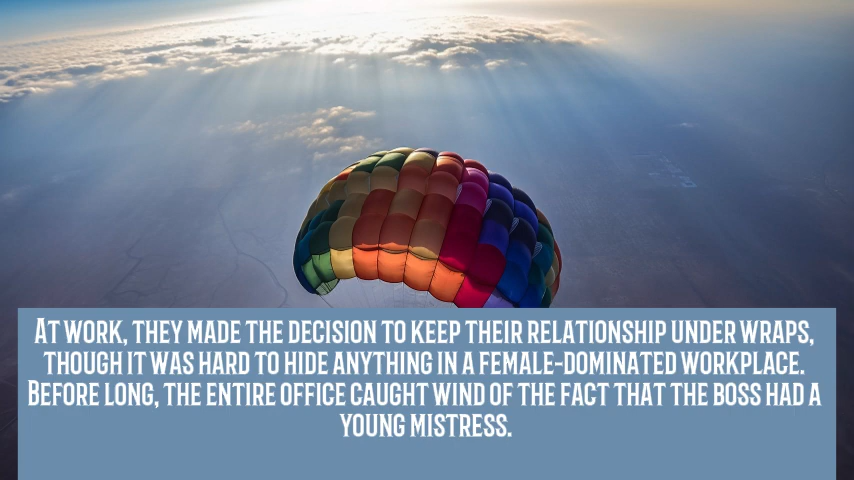 At work, they made the decision to keep their relationship under wraps,
though it was hard to hide anything in a female-dominated workplace.
Before long, the entire office caught wind of the fact that the boss had a
young mistress.